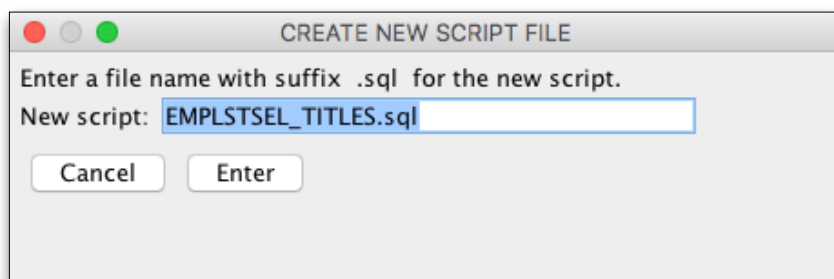 CREATE NEW SCRIPT FILE
Enter a file name with suffix .sql for the new script.
New script: EMPLSTSEL_TITLES.sql
Cancel Enter